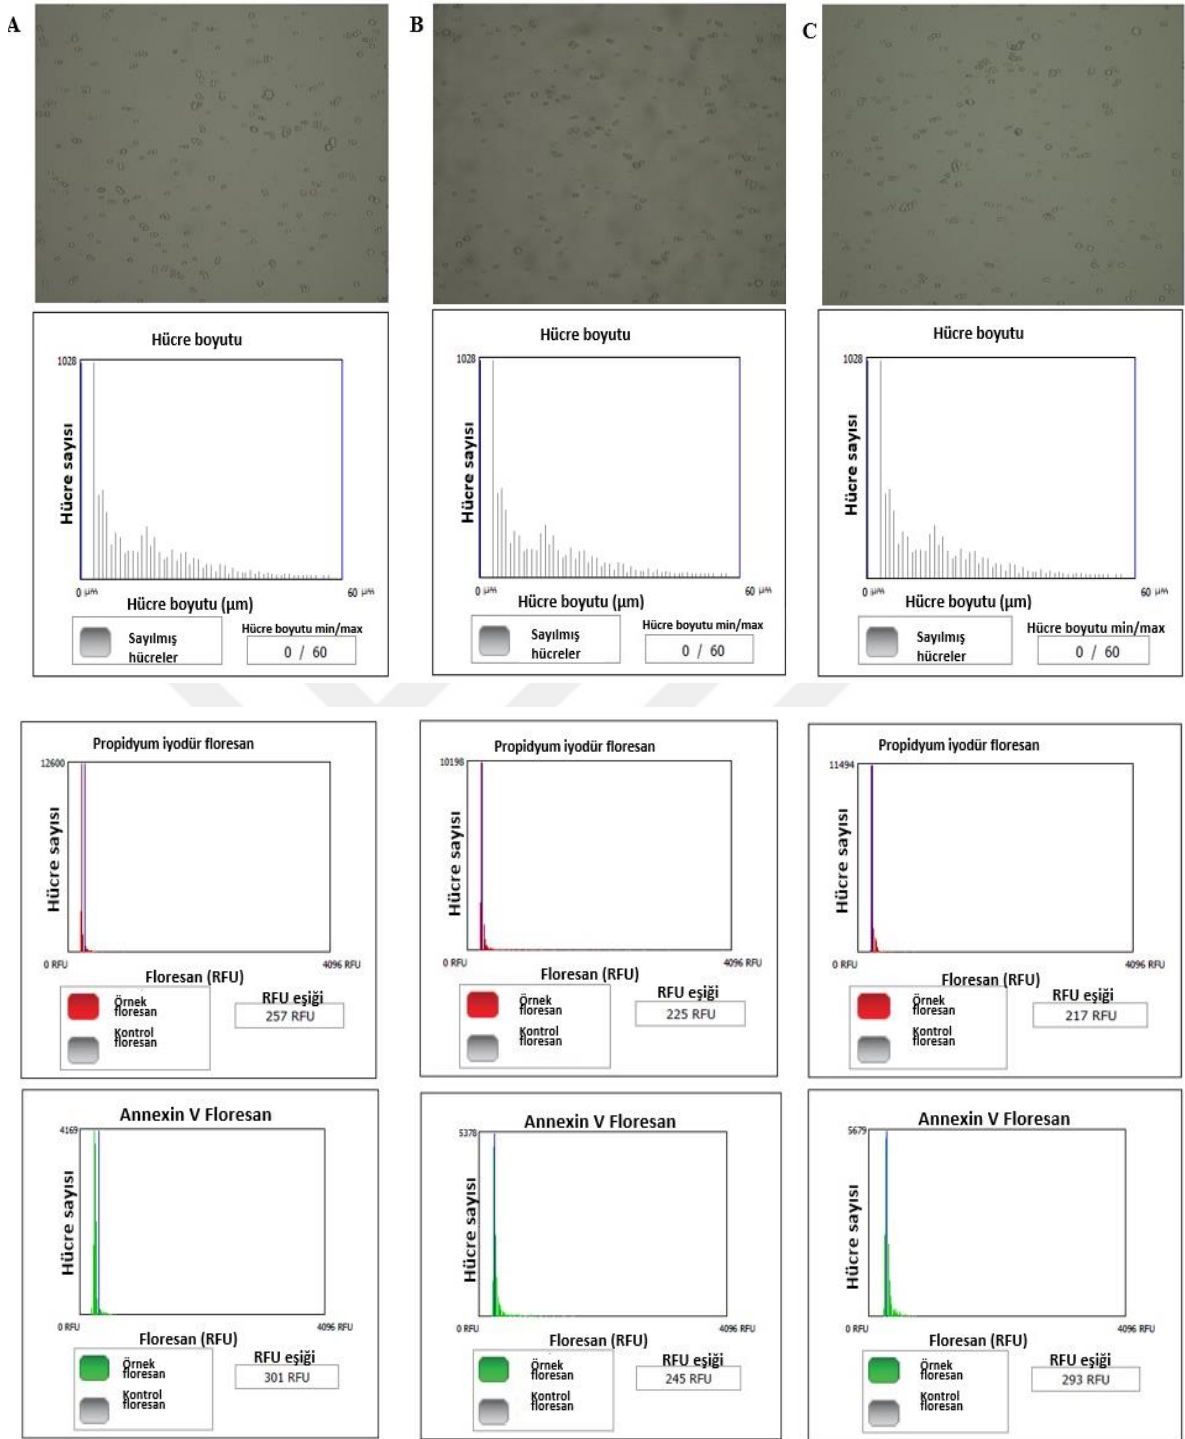 A
B
C
Hücre boyutu
1028
Hücre sayısı
0 µm
60 µm
Hücre boyutu (µm)
Sayılmış
hücreler
Hücre boyutu min/max
0 / 60
Hücre boyutu
1028
Hücre sayısı
0 µm
60 µm
Hücre boyutu (µm)
Sayılmış
hücreler
Hücre boyutu min/max
0 / 60
Hücre boyutu
1028
Hücre sayısı
0 µm
60 µm
Hücre boyutu (µm)
Sayılmış
hücreler
Hücre boyutu min/max
0 / 60
Propidyum iyodür floresan
12600
Hücre sayısı
0 RFU
4096 RFU
Floresan (RFU)
Örnek
floresan
Kontrol
floresan
RFU eşiği
257 RFU
Propidyum iyodür floresan
10198
Hücre sayısı
0 RFU
4096 RFU
Floresan (RFU)
Örnek
floresan
Kontrol
floresan
RFU eşiği
225 RFU
Propidyum iyodür floresan
11494
Hücre sayısı
0 RFU
4096 RFU
Floresan (RFU)
Örnek
floresan
Kontrol
floresan
RFU eşiği
217 RFU
Annexin V Floresan
4169
Hücre sayısı
0 RFU
4096 RFU
Floresan (RFU)
Örnek
floresan
Kontrol
floresan
RFU eşiği
301 RFU
Annexin V Floresan
5378
Hücre sayısı
0 RFU
4096 RFU
Floresan (RFU)
Örnek
floresan
Kontrol
floresan
RFU eşiği
245 RFU
Annexin V Floresan
5679
Hücre sayısı
0 RFU
4096 RFU
Floresan (RFU)
Örnek
floresan
Kontrol
floresan
RFU eşiği
293 RFU